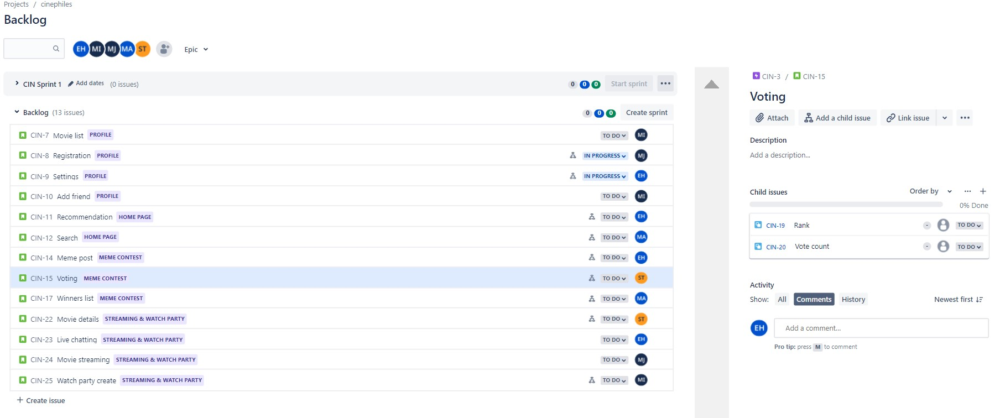 Projects / cinephiles
Backlog
EH MI MJ MA ST Epic
CIN Sprint 1 Add dates (0 issues) 0 0 0 Start sprint ...
Backlog (13 issues) 0 0 0 Create sprint
CIN-7 Movie list PROFILE TO DO MI
CIN-8 Registration PROFILE IN PROGRESS MJ
CIN-9 Settings PROFILE IN PROGRESS EH
CIN-10 Add friend PROFILE TO DO MI
CIN-11 Recommendation HOME PAGE TO DO EH
CIN-12 Search HOME PAGE TO DO MA
CIN-14 Meme post MEME CONTEST TO DO EH
CIN-15 Voting MEME CONTEST TO DO ST
CIN-17 Winners list MEME CONTEST TO DO MA
CIN-22 Movie details STREAMING & WATCH PARTY TO DO ST
CIN-23 Live chatting STREAMING & WATCH PARTY TO DO EH
CIN-24 Movie streaming STREAMING & WATCH PARTY TO DO MJ
CIN-25 Watch party create STREAMING & WATCH PARTY TO DO MI
+ Create issue
CIN-3 / CIN-15
Voting
Attach Add a child issue Link issue ...
Description
Add a description...
Child issues Order by ... +
0% Done
CIN-19 Rank - TO DO
CIN-20 Vote count - TO DO
Activity
Show: All Comments History Newest first
EH Add a comment...
Pro tip: press M to comment